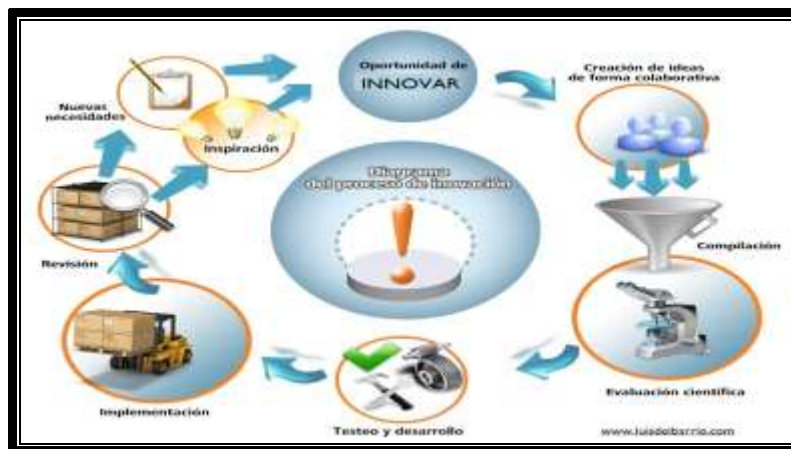 Oportunidad de
INNOVAR
Creación de ideas
de forma colaborativa
Compilación
Evaluación científica
Testeo y desarrollo
Implementación
Revisión
Nuevas
necesidades
Inspiración
Diagrama
del proceso de inovación
www.luisdelbarrio.com